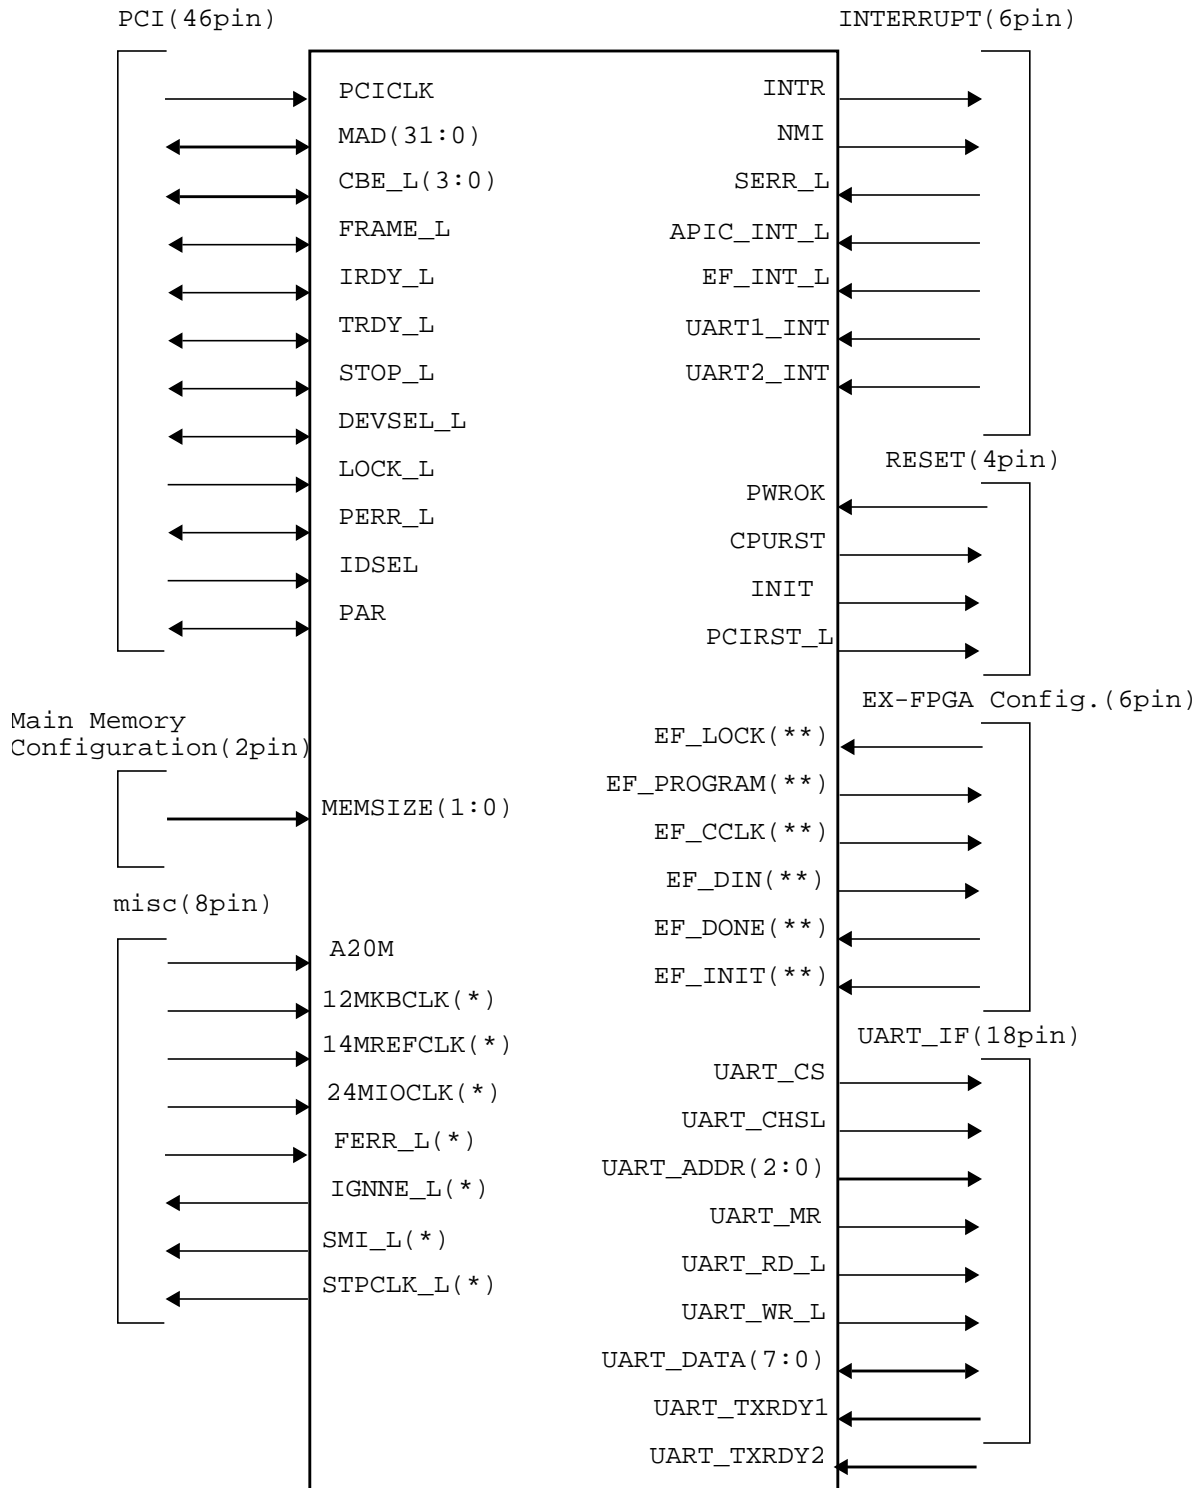 PCI(46pin)
PCICLK
MAD(31:0)
CBE_L(3:0)
FRAME_L
IRDY_L
TRDY_L
STOP_L
DEVSEL_L
LOCK_L
PERR_L
IDSEL
PAR
Main Memory
Configuration(2pin)
MEMSIZE(1:0)
misc(8pin)
A20M
12MKBCLK(*)
14MREFCLK(*)
24MIOCLK(*)
FERR_L(*)
IGNNE_L(*)
SMI_L(*)
STPCLK_L(*)
INTERRUPT(6pin)
INTR
NMI
SERR_L
APIC_INT_L
EF_INT_L
UART1_INT
UART2_INT
RESET(4pin)
PWROK
CPURST
INIT
PCIRST_L
EX-FPGA Config.(6pin)
EF_LOCK(**)
EF_PROGRAM(**)
EF_CCLK(**)
EF_DIN(**)
EF_DONE(**)
EF_INIT(**)
UART_IF(18pin)
UART_CS
UART_CHSL
UART_ADDR(2:0)
UART_MR
UART_RD_L
UART_WR_L
UART_DATA(7:0)
UART_TXRDY1
UART_TXRDY2